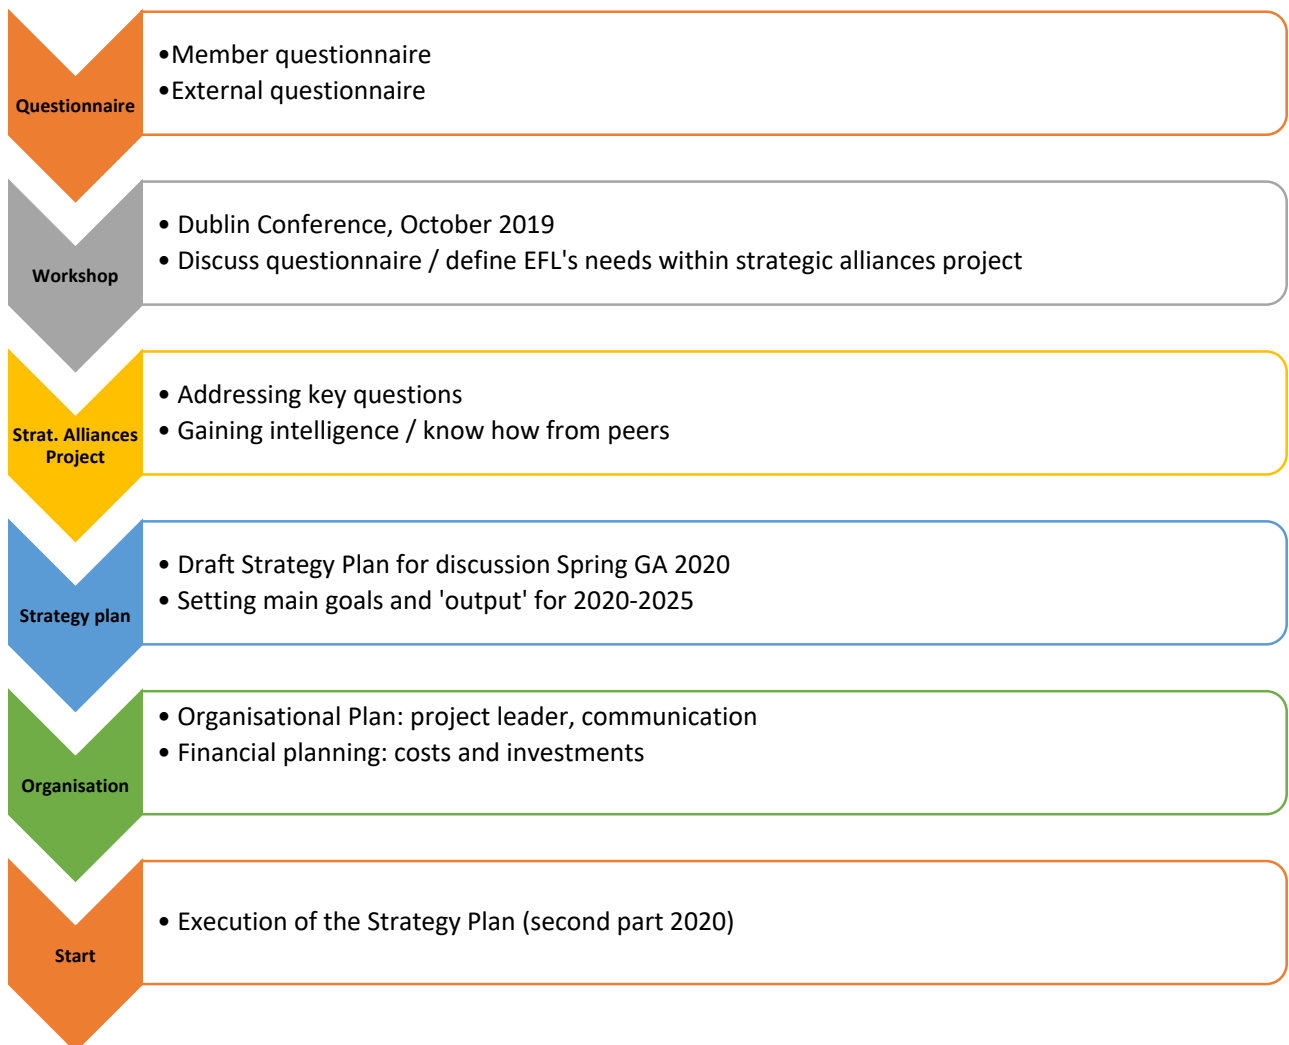 Questionnaire
•Member questionnaire
•External questionnaire
Workshop
• Dublin Conference, October 2019
• Discuss questionnaire / define EFL's needs within strategic alliances project
Strat. Alliances
Project
• Addressing key questions
• Gaining intelligence / know how from peers
Strategy plan
• Draft Strategy Plan for discussion Spring GA 2020
• Setting main goals and 'output' for 2020-2025
Organisation
• Organisational Plan: project leader, communication
• Financial planning: costs and investments
Start
• Execution of the Strategy Plan (second part 2020)